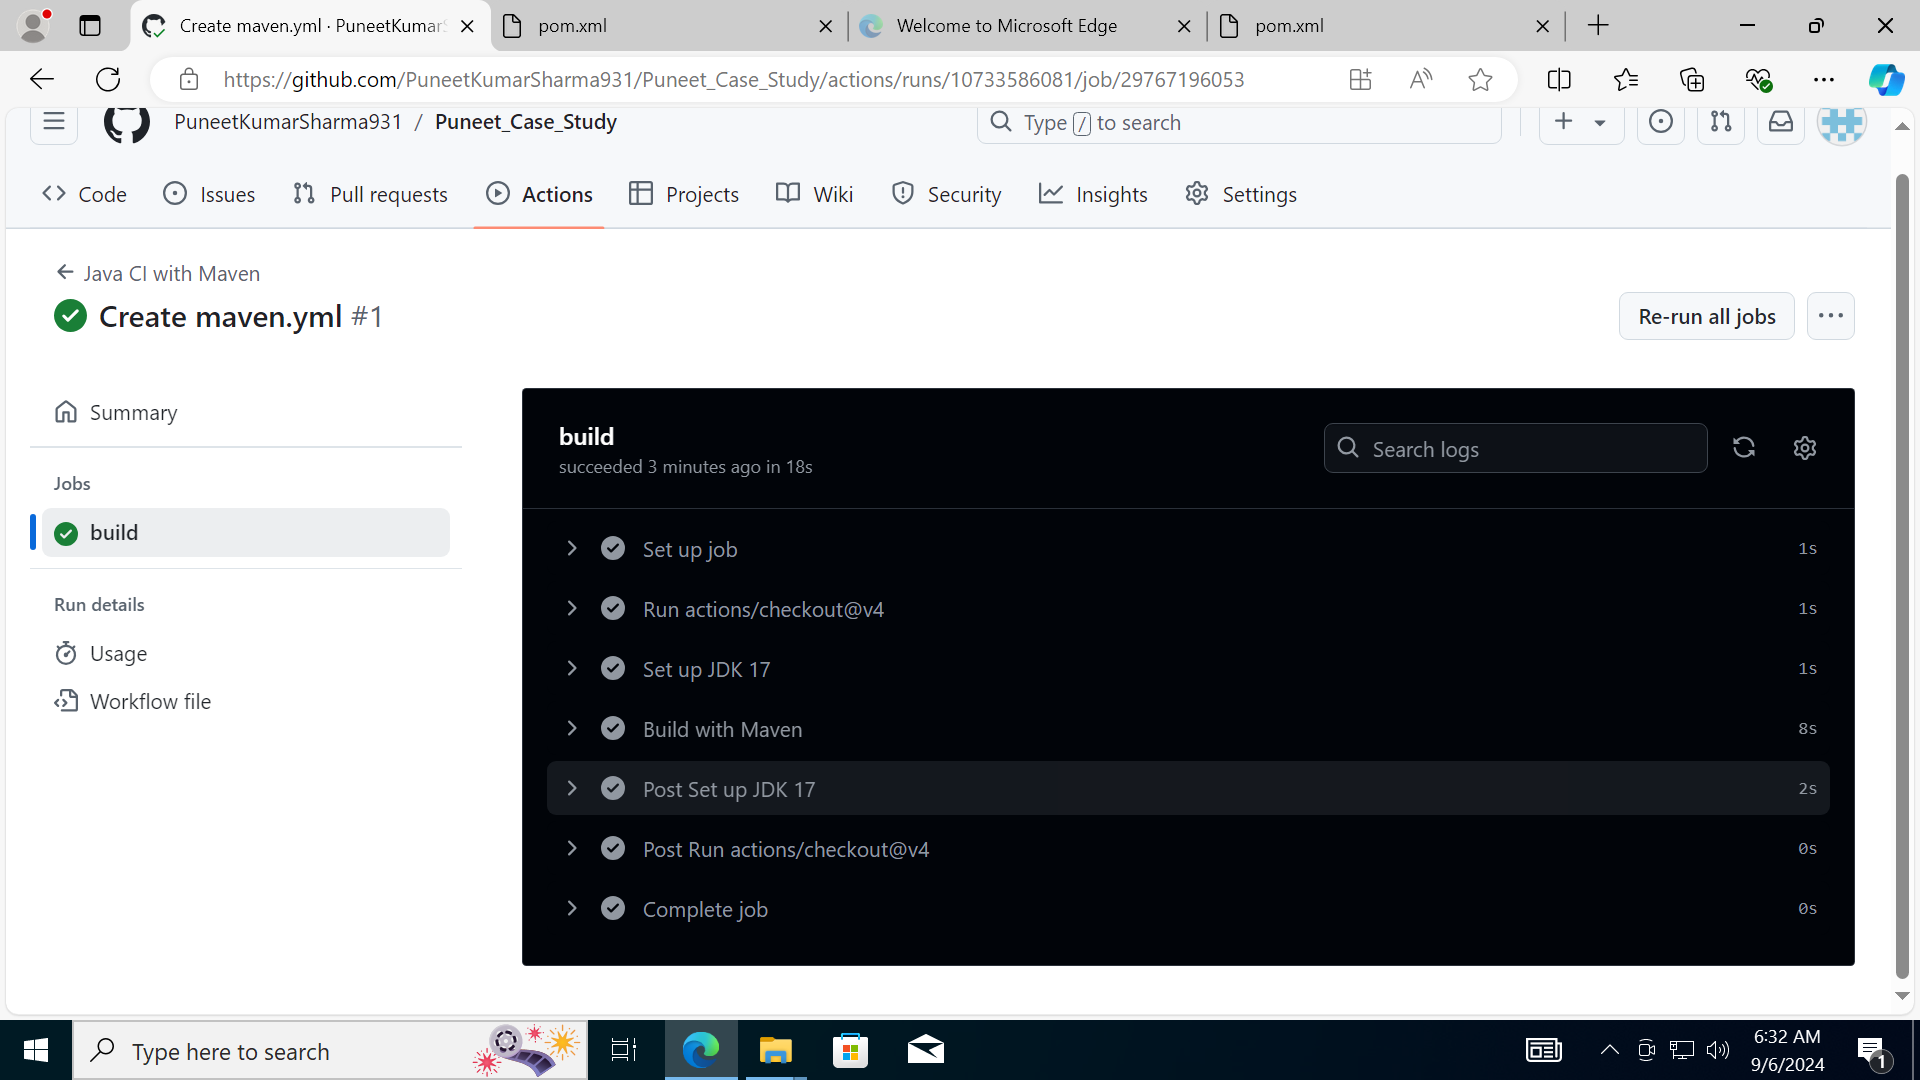 Create maven.yml · PuneetKumarS
pom.xml
Welcome to Microsoft Edge
pom.xml
https://github.com/PuneetKumarSharma931/Puneet_Case_Study/actions/runs/10733586081/job/29767196053
PuneetKumarSharma931 / Puneet_Case_Study
Type / to search
Code
Issues
Pull requests
Actions
Projects
Wiki
Security
Insights
Settings
Java CI with Maven
Create maven.yml #1
Re-run all jobs
Summary
Jobs
build
Run details
Usage
Workflow file
build
succeeded 3 minutes ago in 18s
Search logs
Set up job 1s
Run actions/checkout@v4 1s
Set up JDK 17 1s
Build with Maven 8s
Post Set up JDK 17 2s
Post Run actions/checkout@v4 0s
Complete job 0s
Type here to search
6:32 AM
9/6/2024
1